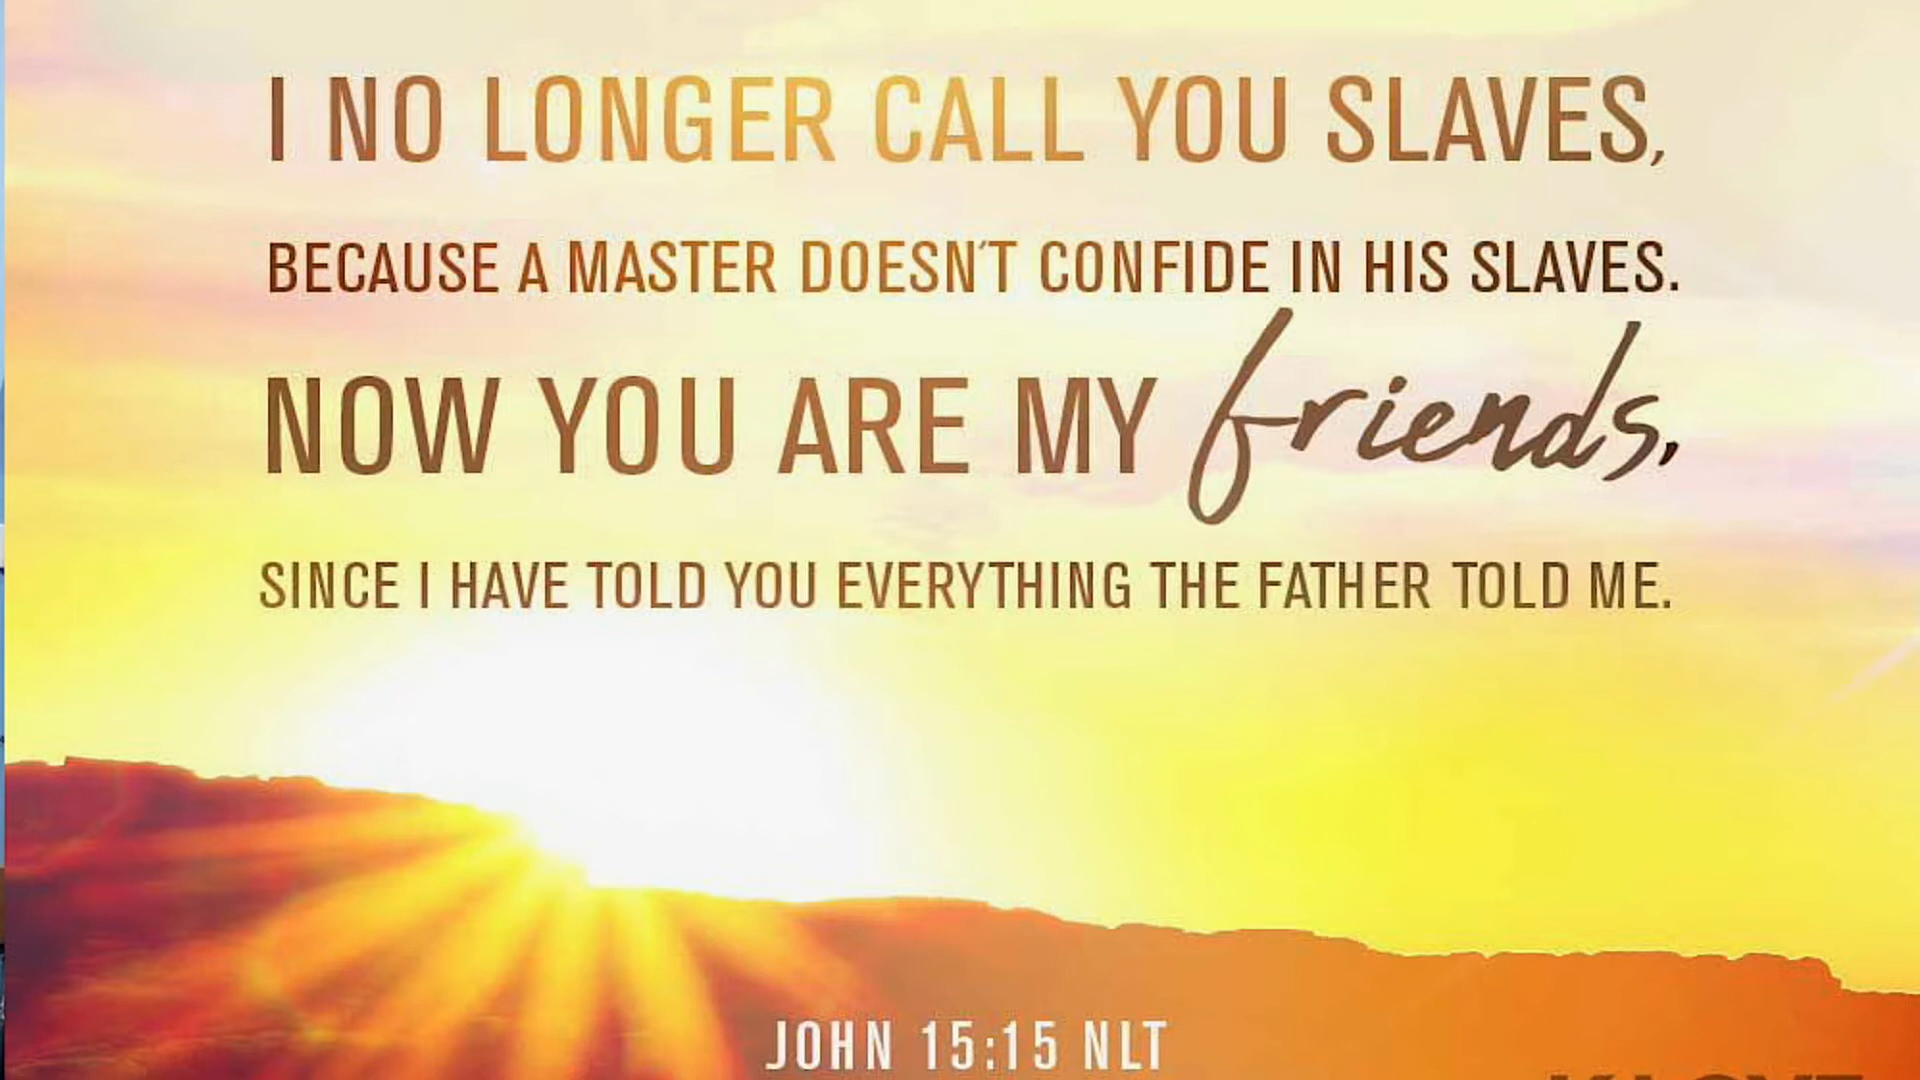 I NO LONGER CALL YOU SLAVES,
BECAUSE A MASTER DOESN'T CONFIDE IN HIS SLAVES.
NOW YOU ARE MY friends,
SINCE I HAVE TOLD YOU EVERYTHING THE FATHER TOLD ME.
JOHN 15:15 NLT